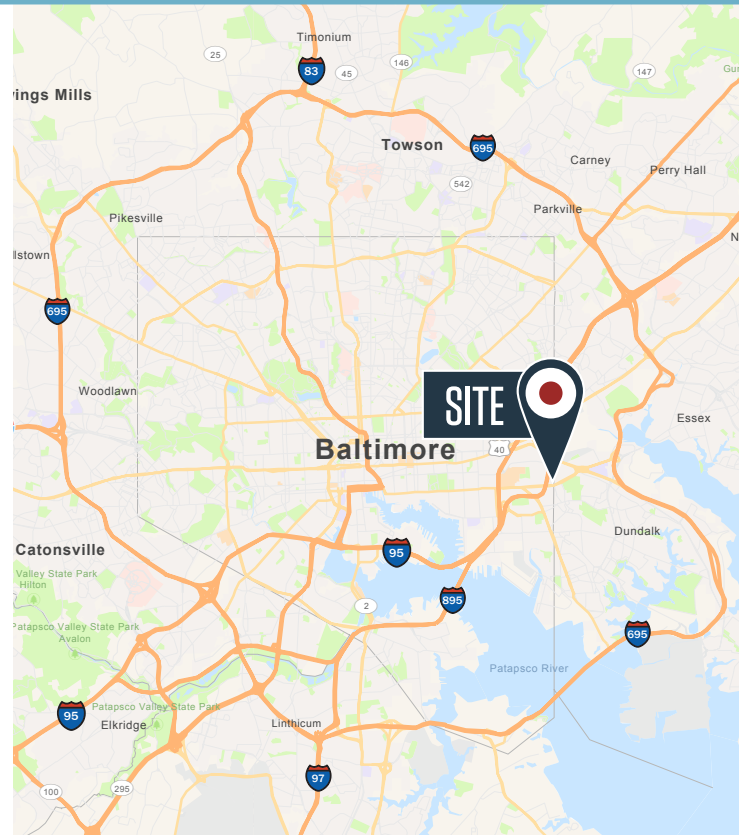 Timonium
25
146
83
45
147
Gu
ings Mills
Towson
695
Carney
Perry Hall
542
Parkville
Pikesville
N
llstown
695
Woodlawn
SITE
Essex
Baltimore
40
Dundalk
Catonsville
95
Valley State Park
Hilton
895
2
Patapsco Valley State Park
Avalon
695
Patapsco River
Patapsco Valley State Park
95
Elkridge
Linthicum
97
100
295